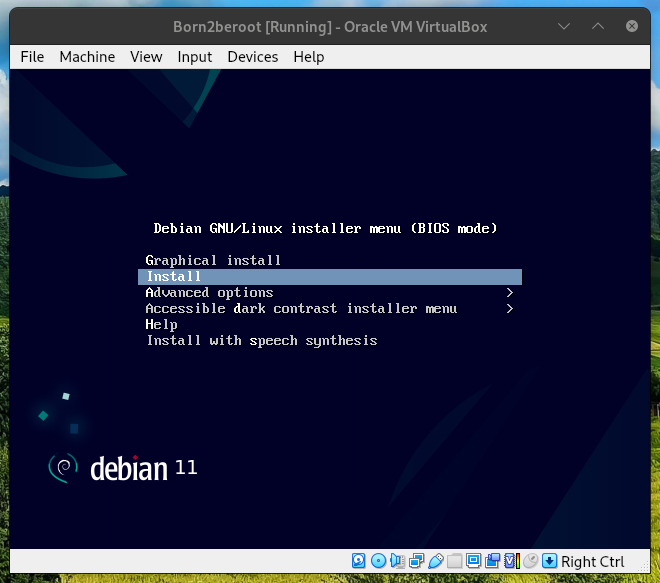 Born2beroot [Running] - Oracle VM VirtualBox
File Machine View Input Devices Help
Debian GNU/Linux installer menu (BIOS mode)
Graphical install
Install
Advanced options >
Accessible dark contrast installer menu >
Help
Install with speech synthesis
debian 11
Right Ctrl